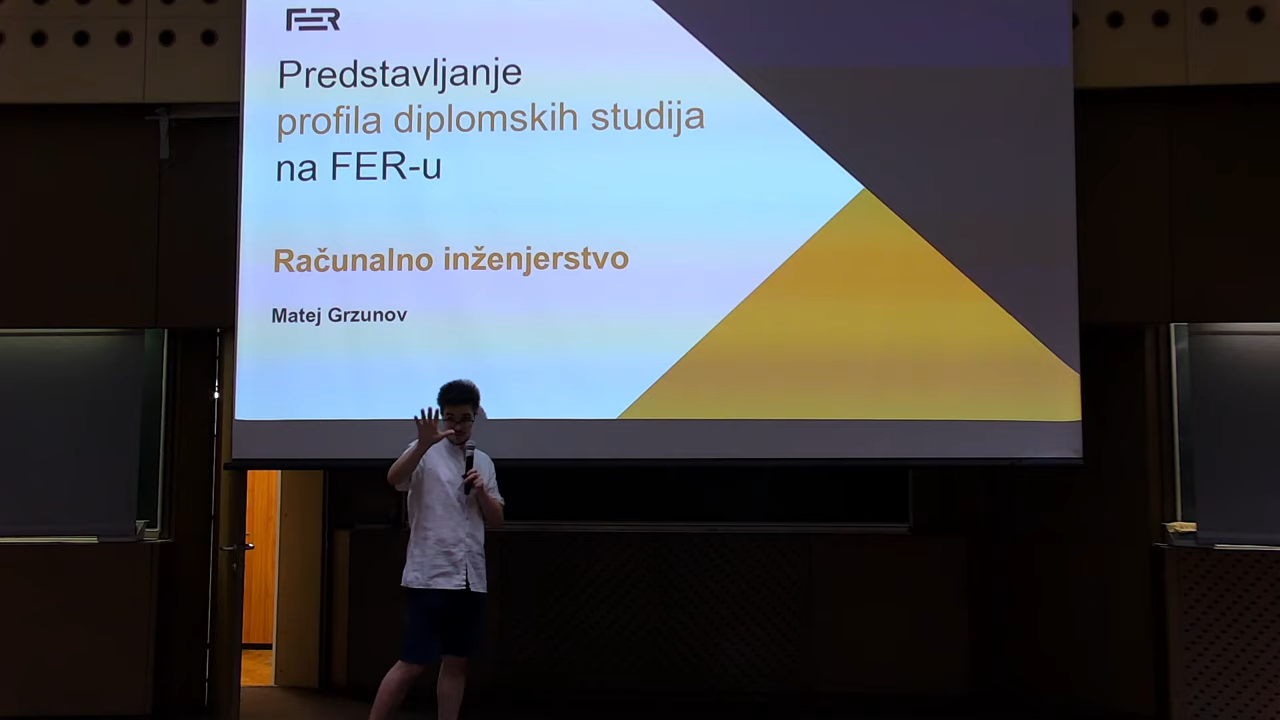 FER
Predstavljanje
profila diplomskih studija
na FER-u
Računalno inženjerstvo
Matej Grzunov